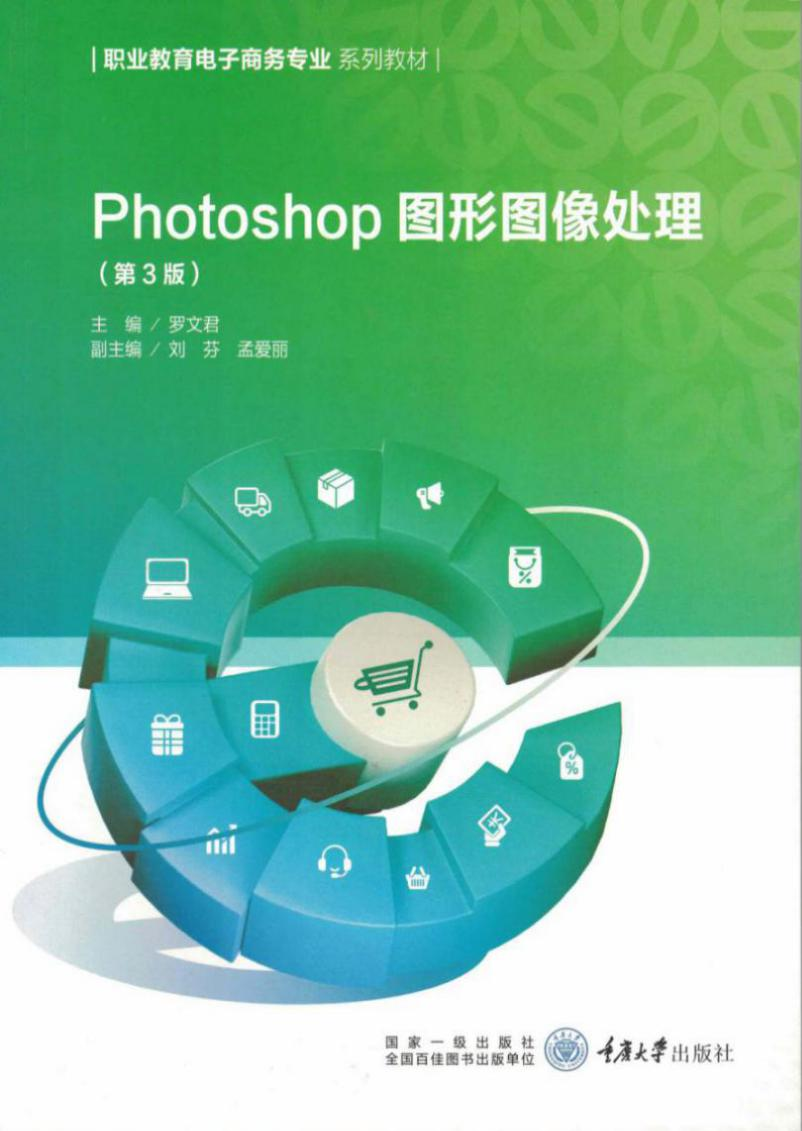 |职业教育电子商务专业 系列教材|
Photoshop 图形图像处理
（第3版）
主 编／罗文君
副主编／刘 芬 孟爱丽
%
%
国家一级出版社
全国百佳图书出版单位
重庆大学出版社